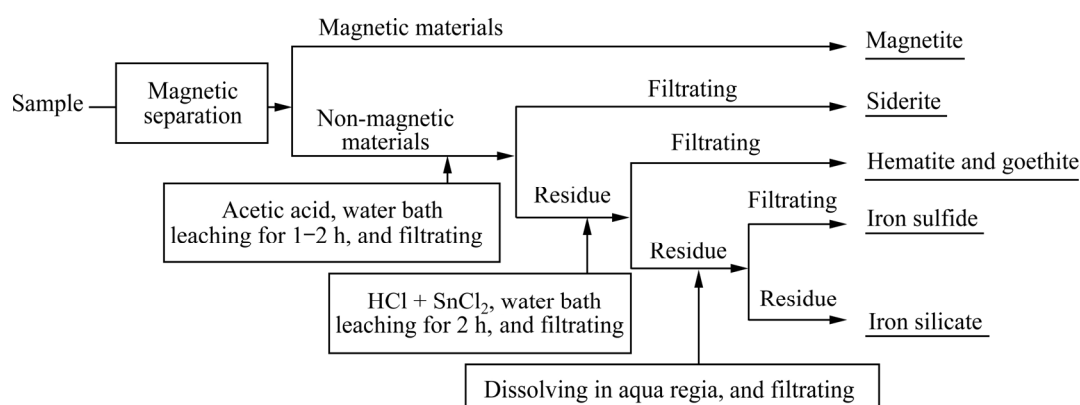 Magnetic materials
Magnetite
Sample
Magnetic
separation
Filtrating
Siderite
Non-magnetic
materials
Filtrating
Hematite and goethite
Residue
Filtrating
Acetic acid, water bath
leaching for 1−2 h, and filtrating
Iron sulfide
Residue
HCl + SnCl₂, water bath
leaching for 2 h, and filtrating
Residue
Iron silicate
Dissolving in aqua regia, and filtrating